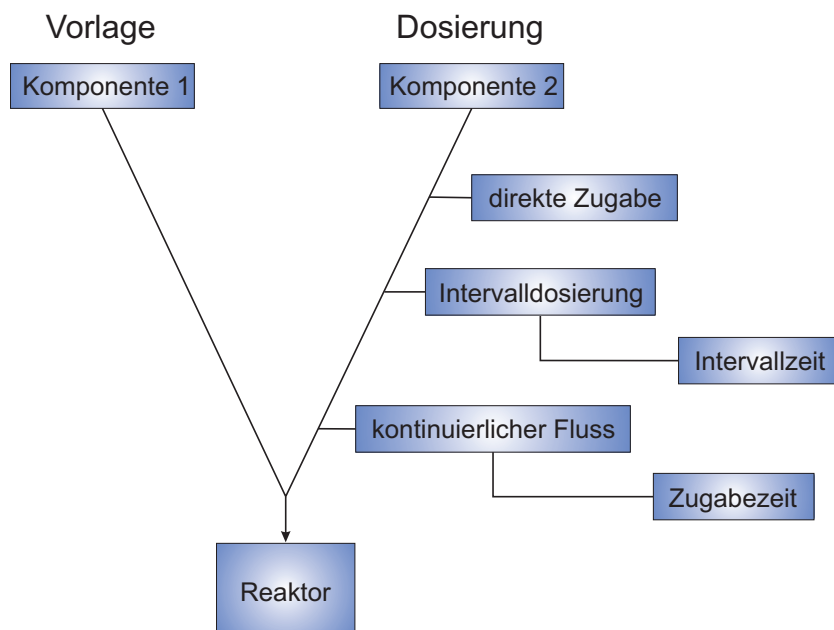 Vorlage
Dosierung
Komponente 1
Komponente 2
direkte Zugabe
Intervalldosierung
Intervallzeit
kontinuierlicher Fluss
Zugabezeit
Reaktor